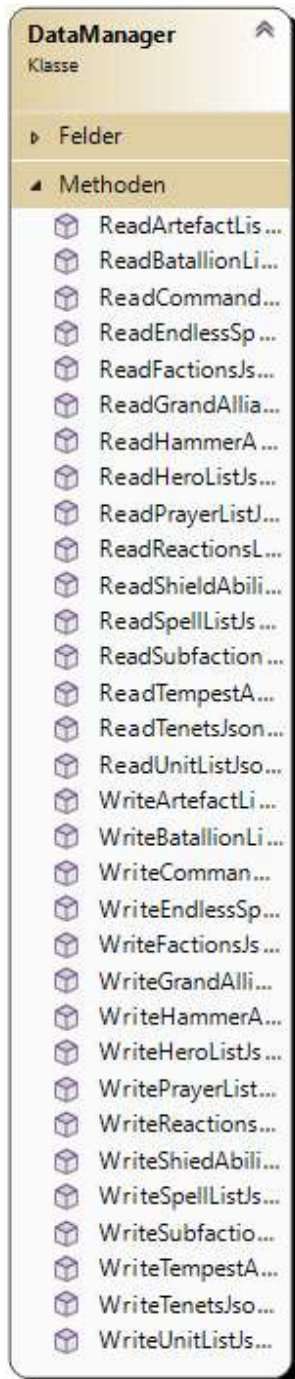 DataManager
Klasse
Felder
Methoden
ReadArtefactLis...
ReadBatallionLi...
ReadCommand...
ReadEndlessSp...
ReadFactionsJs...
ReadGrandAllia...
ReadHammerA...
ReadHeroListJs...
ReadPrayerListJ...
ReadReactionsL...
ReadShieldAbili...
ReadSpellListJs...
ReadSubfaction...
ReadTempestA...
ReadTenetsJson...
ReadUnitListJso...
WriteArtefactLi...
WriteBatallionLi...
WriteComman...
WriteEndlessSp...
WriteFactionsJs...
WriteGrandAlli...
WriteHammerA...
WriteHeroListJs...
WritePrayerList...
WriteReactions...
WriteShiedAbili...
WriteSpellListJs...
WriteSubfactio...
WriteTempestA...
WriteTenetsJso...
WriteUnitListJs...